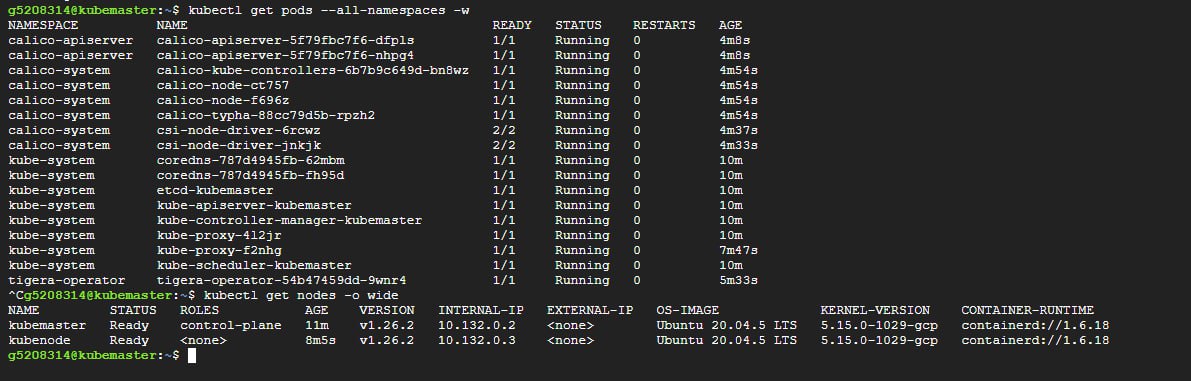 g5208314@kubemaster:~$ kubectl get pods --all-namespaces -w
NAMESPACE NAME READY STATUS RESTARTS AGE
calico-apiserver calico-apiserver-5f79fbc7f6-dfpls 1/1 Running 0 4m8s
calico-apiserver calico-apiserver-5f79fbc7f6-nhpg4 1/1 Running 0 4m8s
calico-system calico-kube-controllers-6b7b9c649d-bn8wz 1/1 Running 0 4m54s
calico-system calico-node-ct757 1/1 Running 0 4m54s
calico-system calico-node-f696z 1/1 Running 0 4m54s
calico-system calico-typha-88cc79d5b-rpzh2 1/1 Running 0 4m54s
calico-system csi-node-driver-6rcwz 2/2 Running 0 4m37s
calico-system csi-node-driver-jnkjk 2/2 Running 0 4m33s
kube-system coredns-787d4945fb-62mbm 1/1 Running 0 10m
kube-system coredns-787d4945fb-fh95d 1/1 Running 0 10m
kube-system etcd-kubemaster 1/1 Running 0 10m
kube-system kube-apiserver-kubemaster 1/1 Running 0 10m
kube-system kube-controller-manager-kubemaster 1/1 Running 0 10m
kube-system kube-proxy-4l2jr 1/1 Running 0 10m
kube-system kube-proxy-f2nhg 1/1 Running 0 7m47s
kube-system kube-scheduler-kubemaster 1/1 Running 0 10m
tigera-operator tigera-operator-54b47459dd-9wnr4 1/1 Running 0 5m33s
^Cg5208314@kubemaster:~$ kubectl get nodes -o wide
NAME STATUS ROLES AGE VERSION INTERNAL-IP EXTERNAL-IP OS-IMAGE KERNEL-VERSION CONTAINER-RUNTIME
kubemaster Ready control-plane 11m v1.26.2 10.132.0.2 <none> Ubuntu 20.04.5 LTS 5.15.0-1029-gcp containerd://1.6.18
kubenode Ready <none> 8m5s v1.26.2 10.132.0.3 <none> Ubuntu 20.04.5 LTS 5.15.0-1029-gcp containerd://1.6.18
g5208314@kubemaster:~$